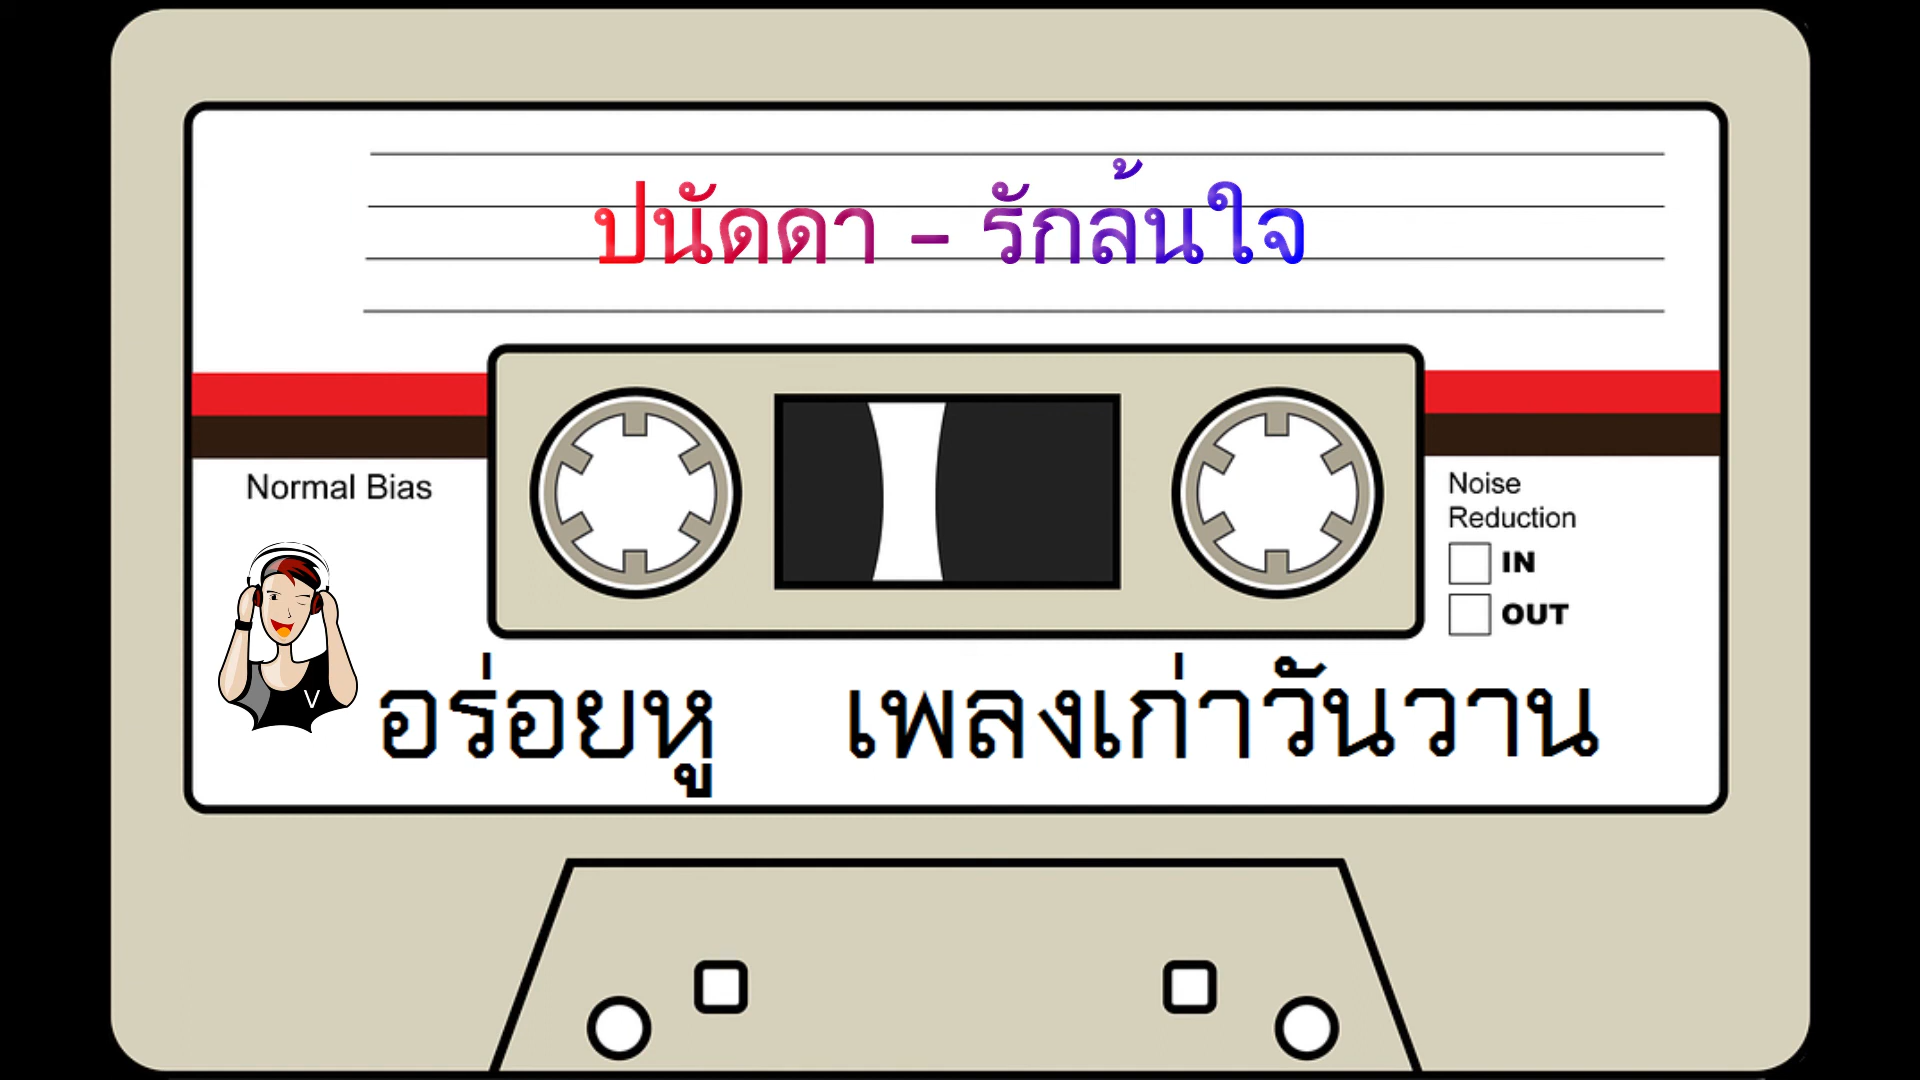 ปนัดดา - รักล้นใจ
Normal Bias
Noise
Reduction
IN
OUT
V
อร่อยหู เพลงเก่าวันวาน